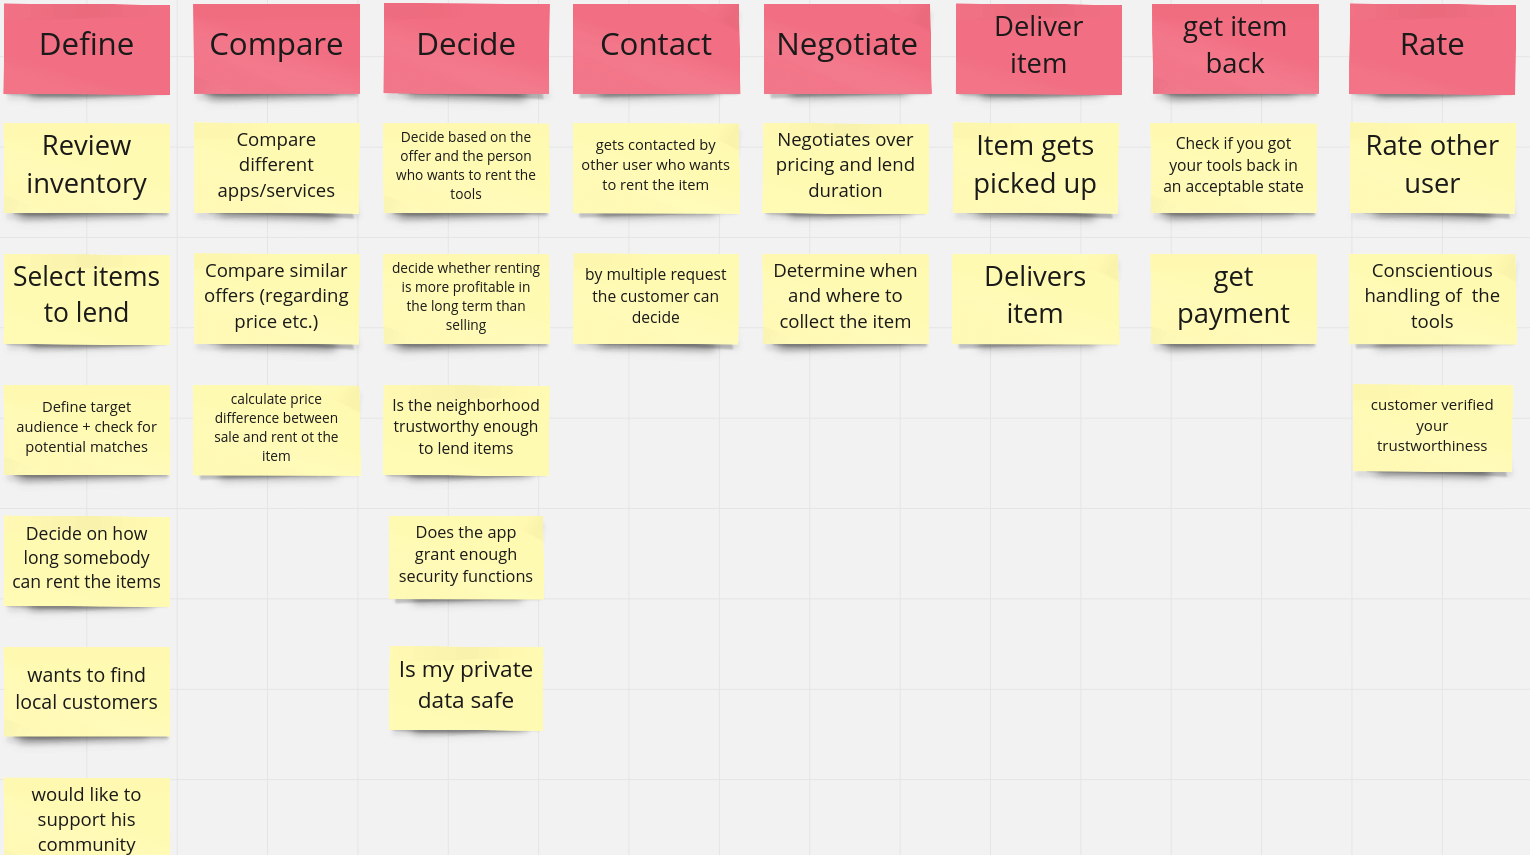 Define
Compare
Decide
Contact
Negotiate
Deliver
item
get item
back
Rate
Review
inventory
Compare
different
apps/services
Decide based on the
offer and the person
who wants to rent the
tools
gets contacted by
other user who wants
to rent the item
Negotiates over
pricing and lend
duration
Item gets
picked up
Check if you got
your tools back in
an acceptable state
Rate other
user
Select items
to lend
Compare similar
offers (regarding
price etc.)
decide whether renting
is more profitable in
the long term than
selling
by multiple request
the customer can
decide
Determine when
and where to
collect the item
Delivers
item
get
payment
Conscientious
handling of the
tools
Define target
audience + check for
potential matches
calculate price
difference between
sale and rent ot the
item
Is the neighborhood
trustworthy enough
to lend items
customer verified
your
trustworthiness
Decide on how
long somebody
can rent the items
Does the app
grant enough
security functions
wants to find
local customers
Is my private
data safe
would like to
support his
community